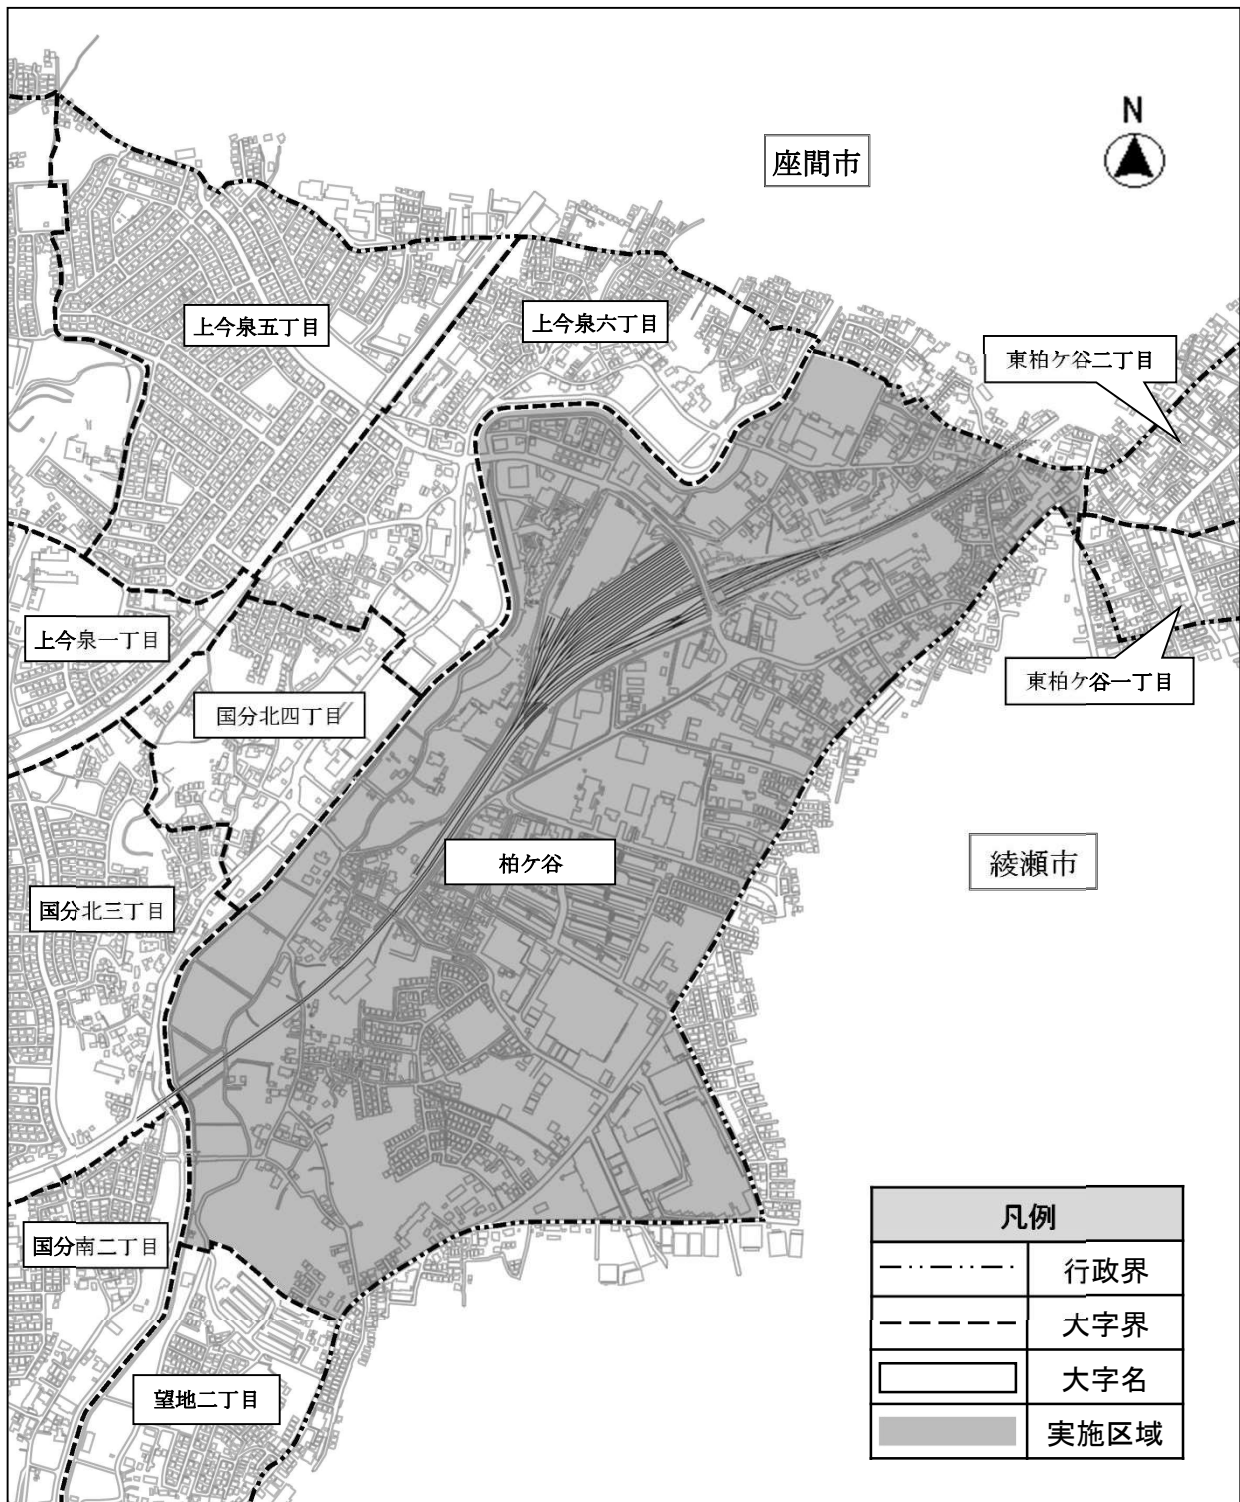 N
座間市
上今泉五丁目
上今泉六丁目
東柏ケ谷二丁目
上今泉一丁目
東柏ケ谷一丁目
国分北四丁目
柏ケ谷
綾瀬市
国分北三丁目
国分南二丁目
望地二丁目
凡例
行政界
大字界
大字名
実施区域